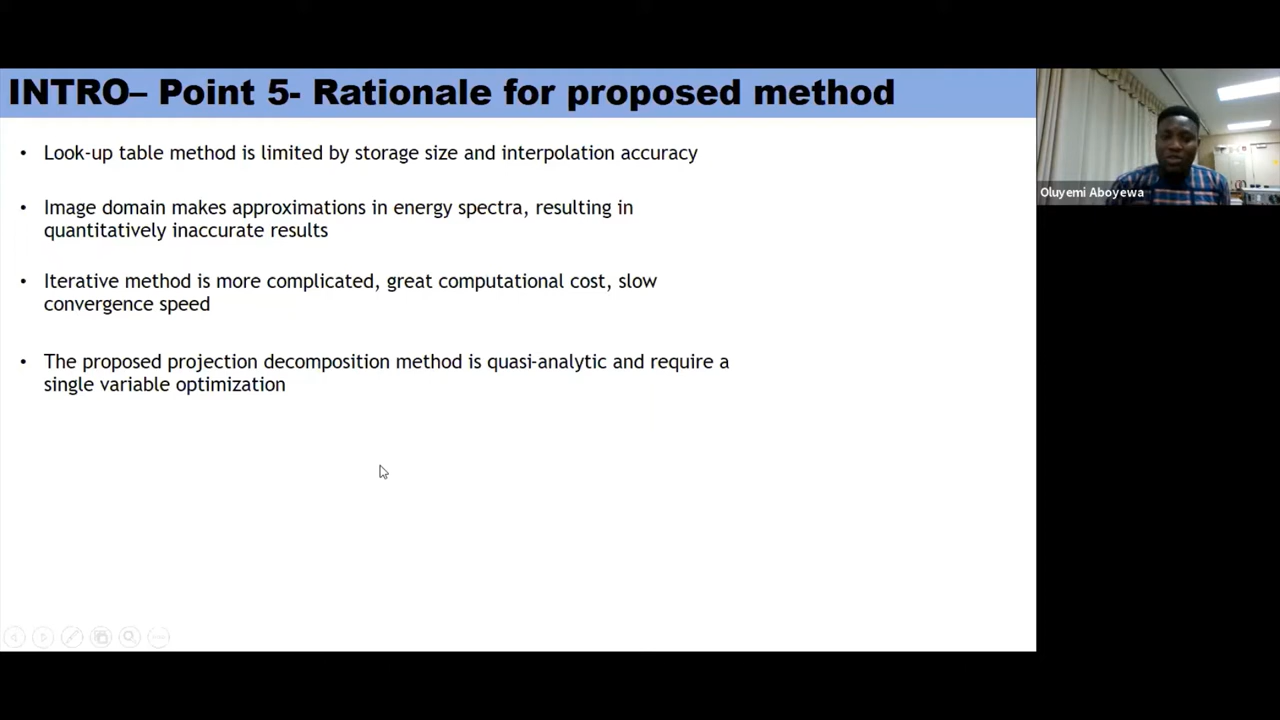 INTRO– Point 5- Rationale for proposed method
• Look-up table method is limited by storage size and interpolation accuracy
• Image domain makes approximations in energy spectra, resulting in
quantitatively inaccurate results
• Iterative method is more complicated, great computational cost, slow
convergence speed
• The proposed projection decomposition method is quasi-analytic and require a
single variable optimization
Oluyemi Aboyewa